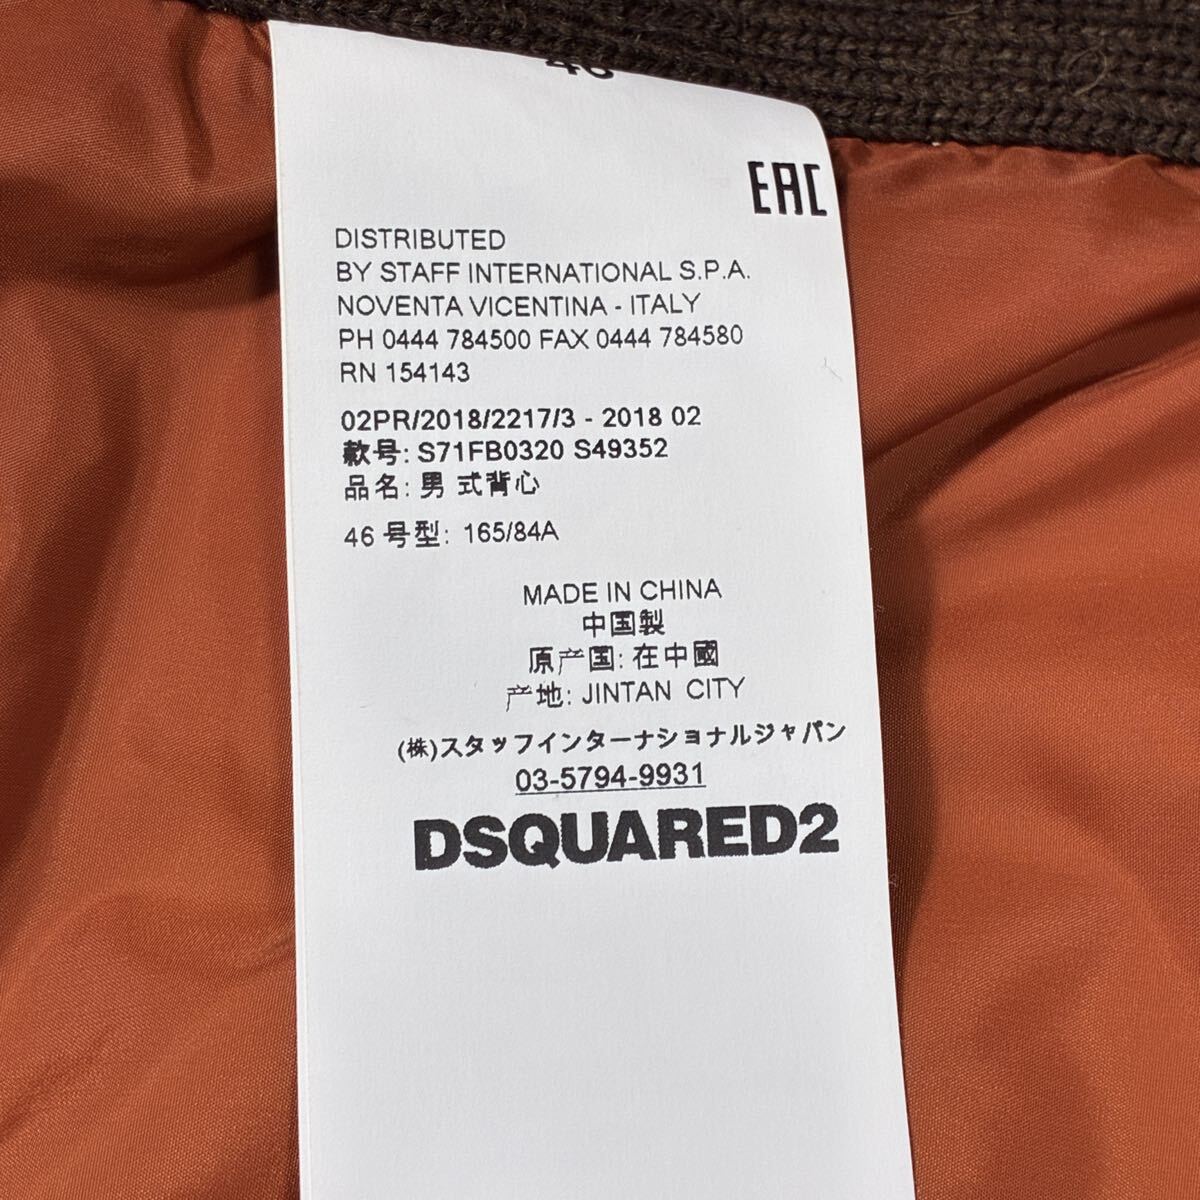 46
EAC
DISTRIBUTED
BY STAFF INTERNATIONAL S.P.A.
NOVENTA VICENTINA - ITALY
PH 0444 784500 FAX 0444 784580
RN 154143
02PR/2018/2217/3 - 2018 02
款号: S71FB0320 S49352
品名: 男 式背心
46 号型: 165/84A
MADE IN CHINA
中国製
原产国: 在中國
产地: JINTAN CITY
(株)スタッフインターナショナルジャパン
03-5794-9931
DSQUARED2